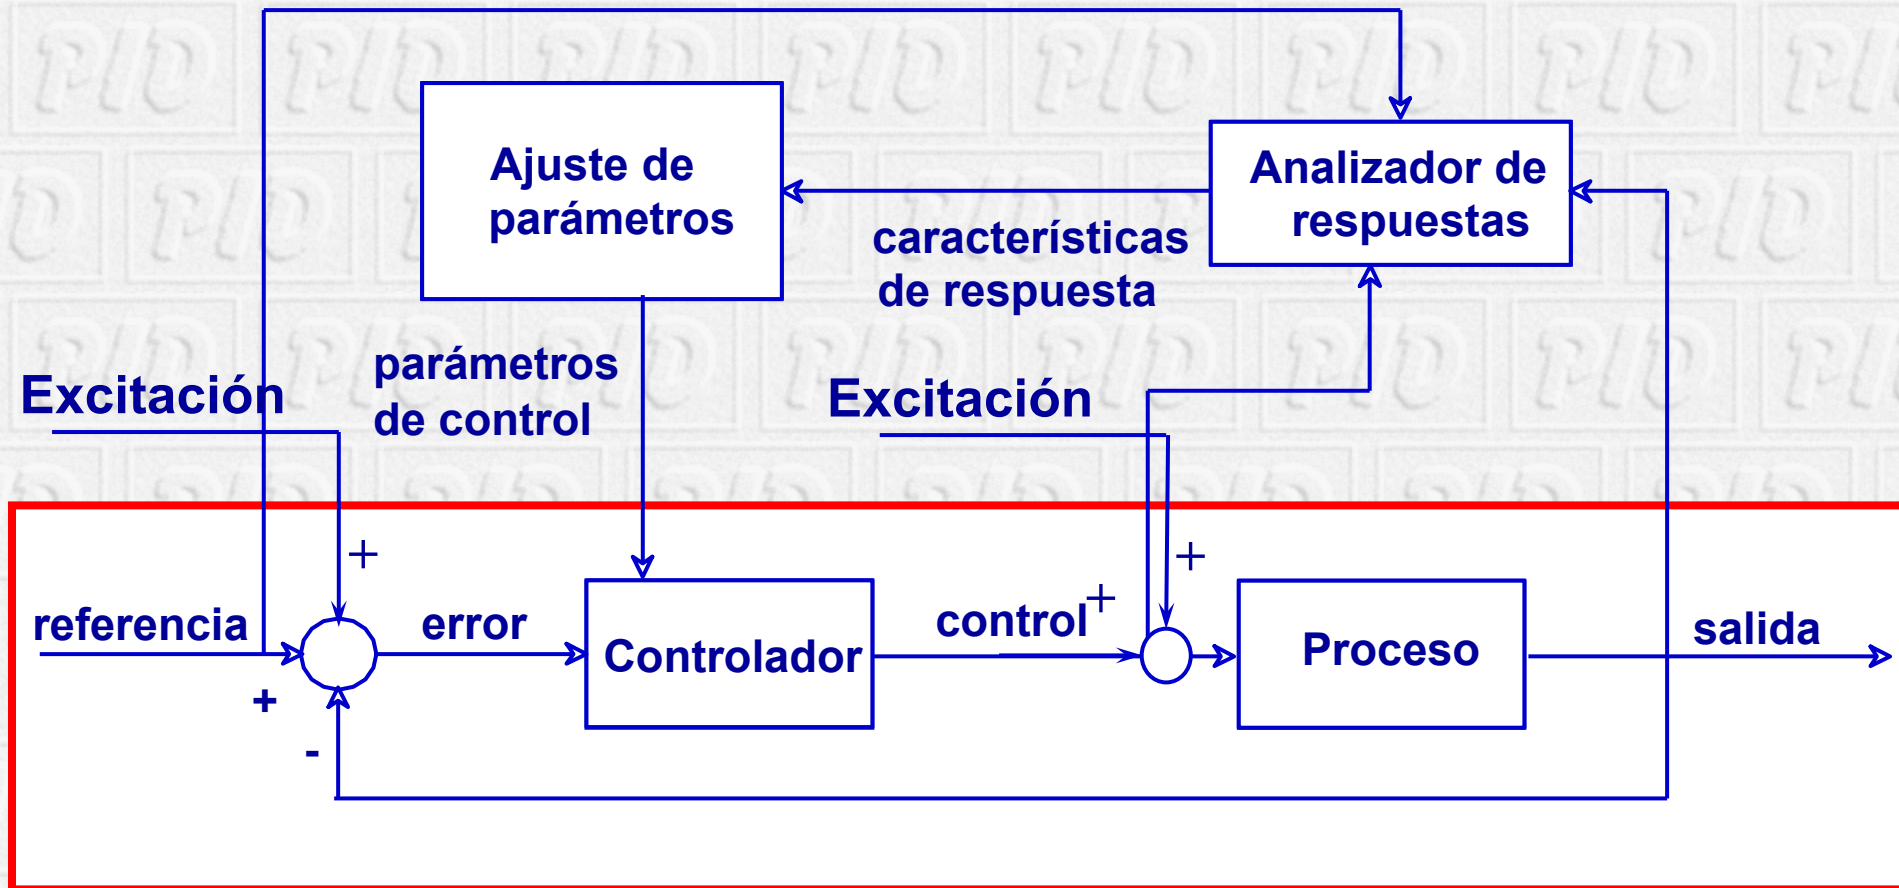 Ajuste de
parámetros
Analizador de
respuestas
características
de respuesta
parámetros
de control
Excitación
Excitación
+
+
referencia
error
Controlador
control
+
Proceso
salida
+
-
PID